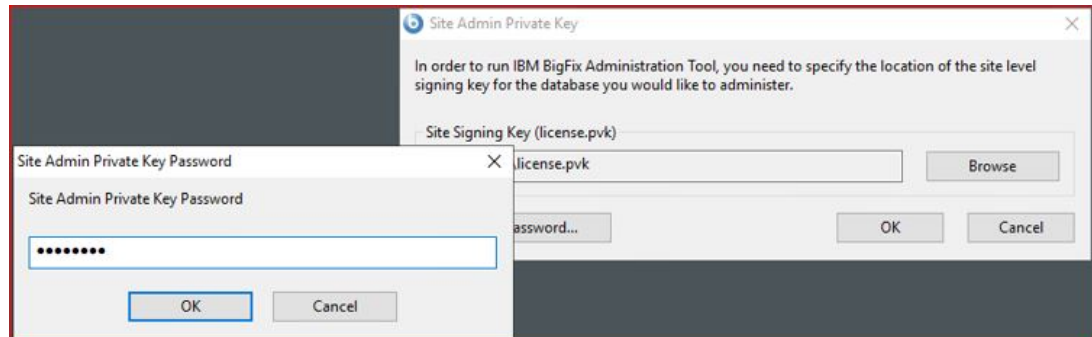 Site Admin Private Key
In order to run IBM BigFix Administration Tool, you need to specify the location of the site level
signing key for the database you would like to administer.
Site Signing Key (license.pvk)
\license.pvk
Browse
assword...
OK
Cancel
Site Admin Private Key Password
Site Admin Private Key Password
••••••••
OK
Cancel